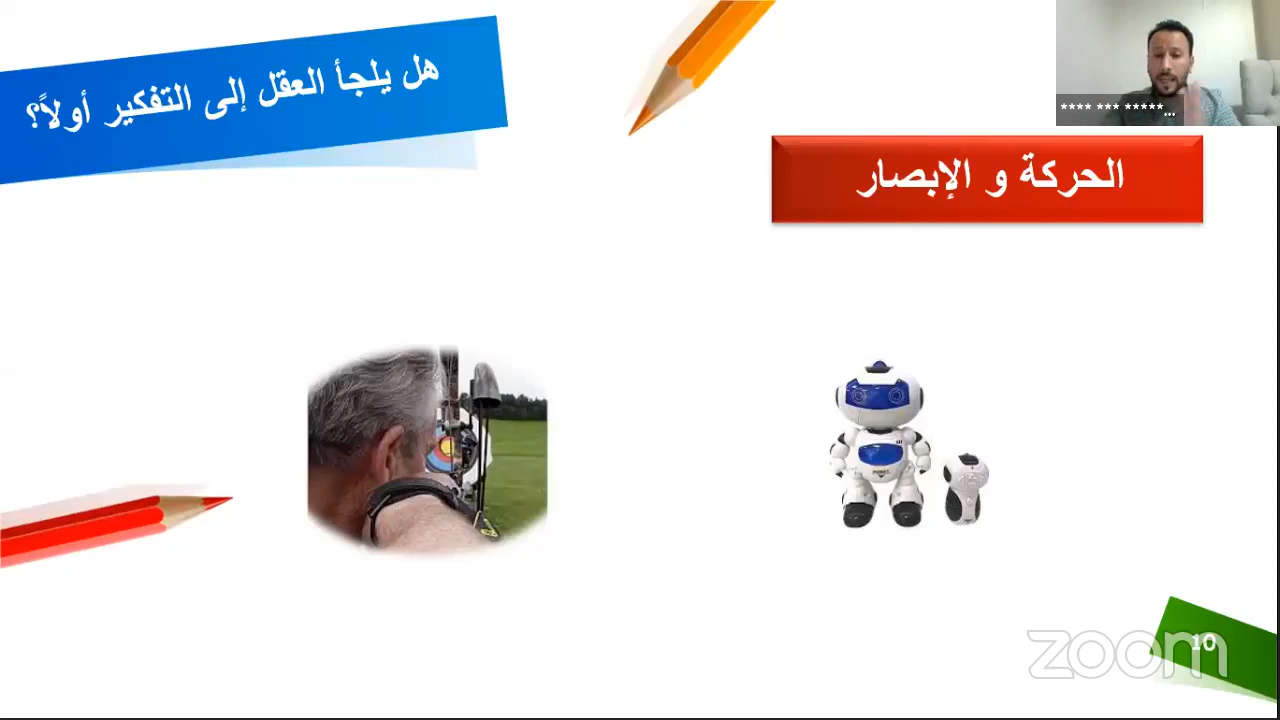 هل يلجأ العقل إلى التفكير أولاً؟
**** *** *****...
الحركة و الإبصار
10
zoom